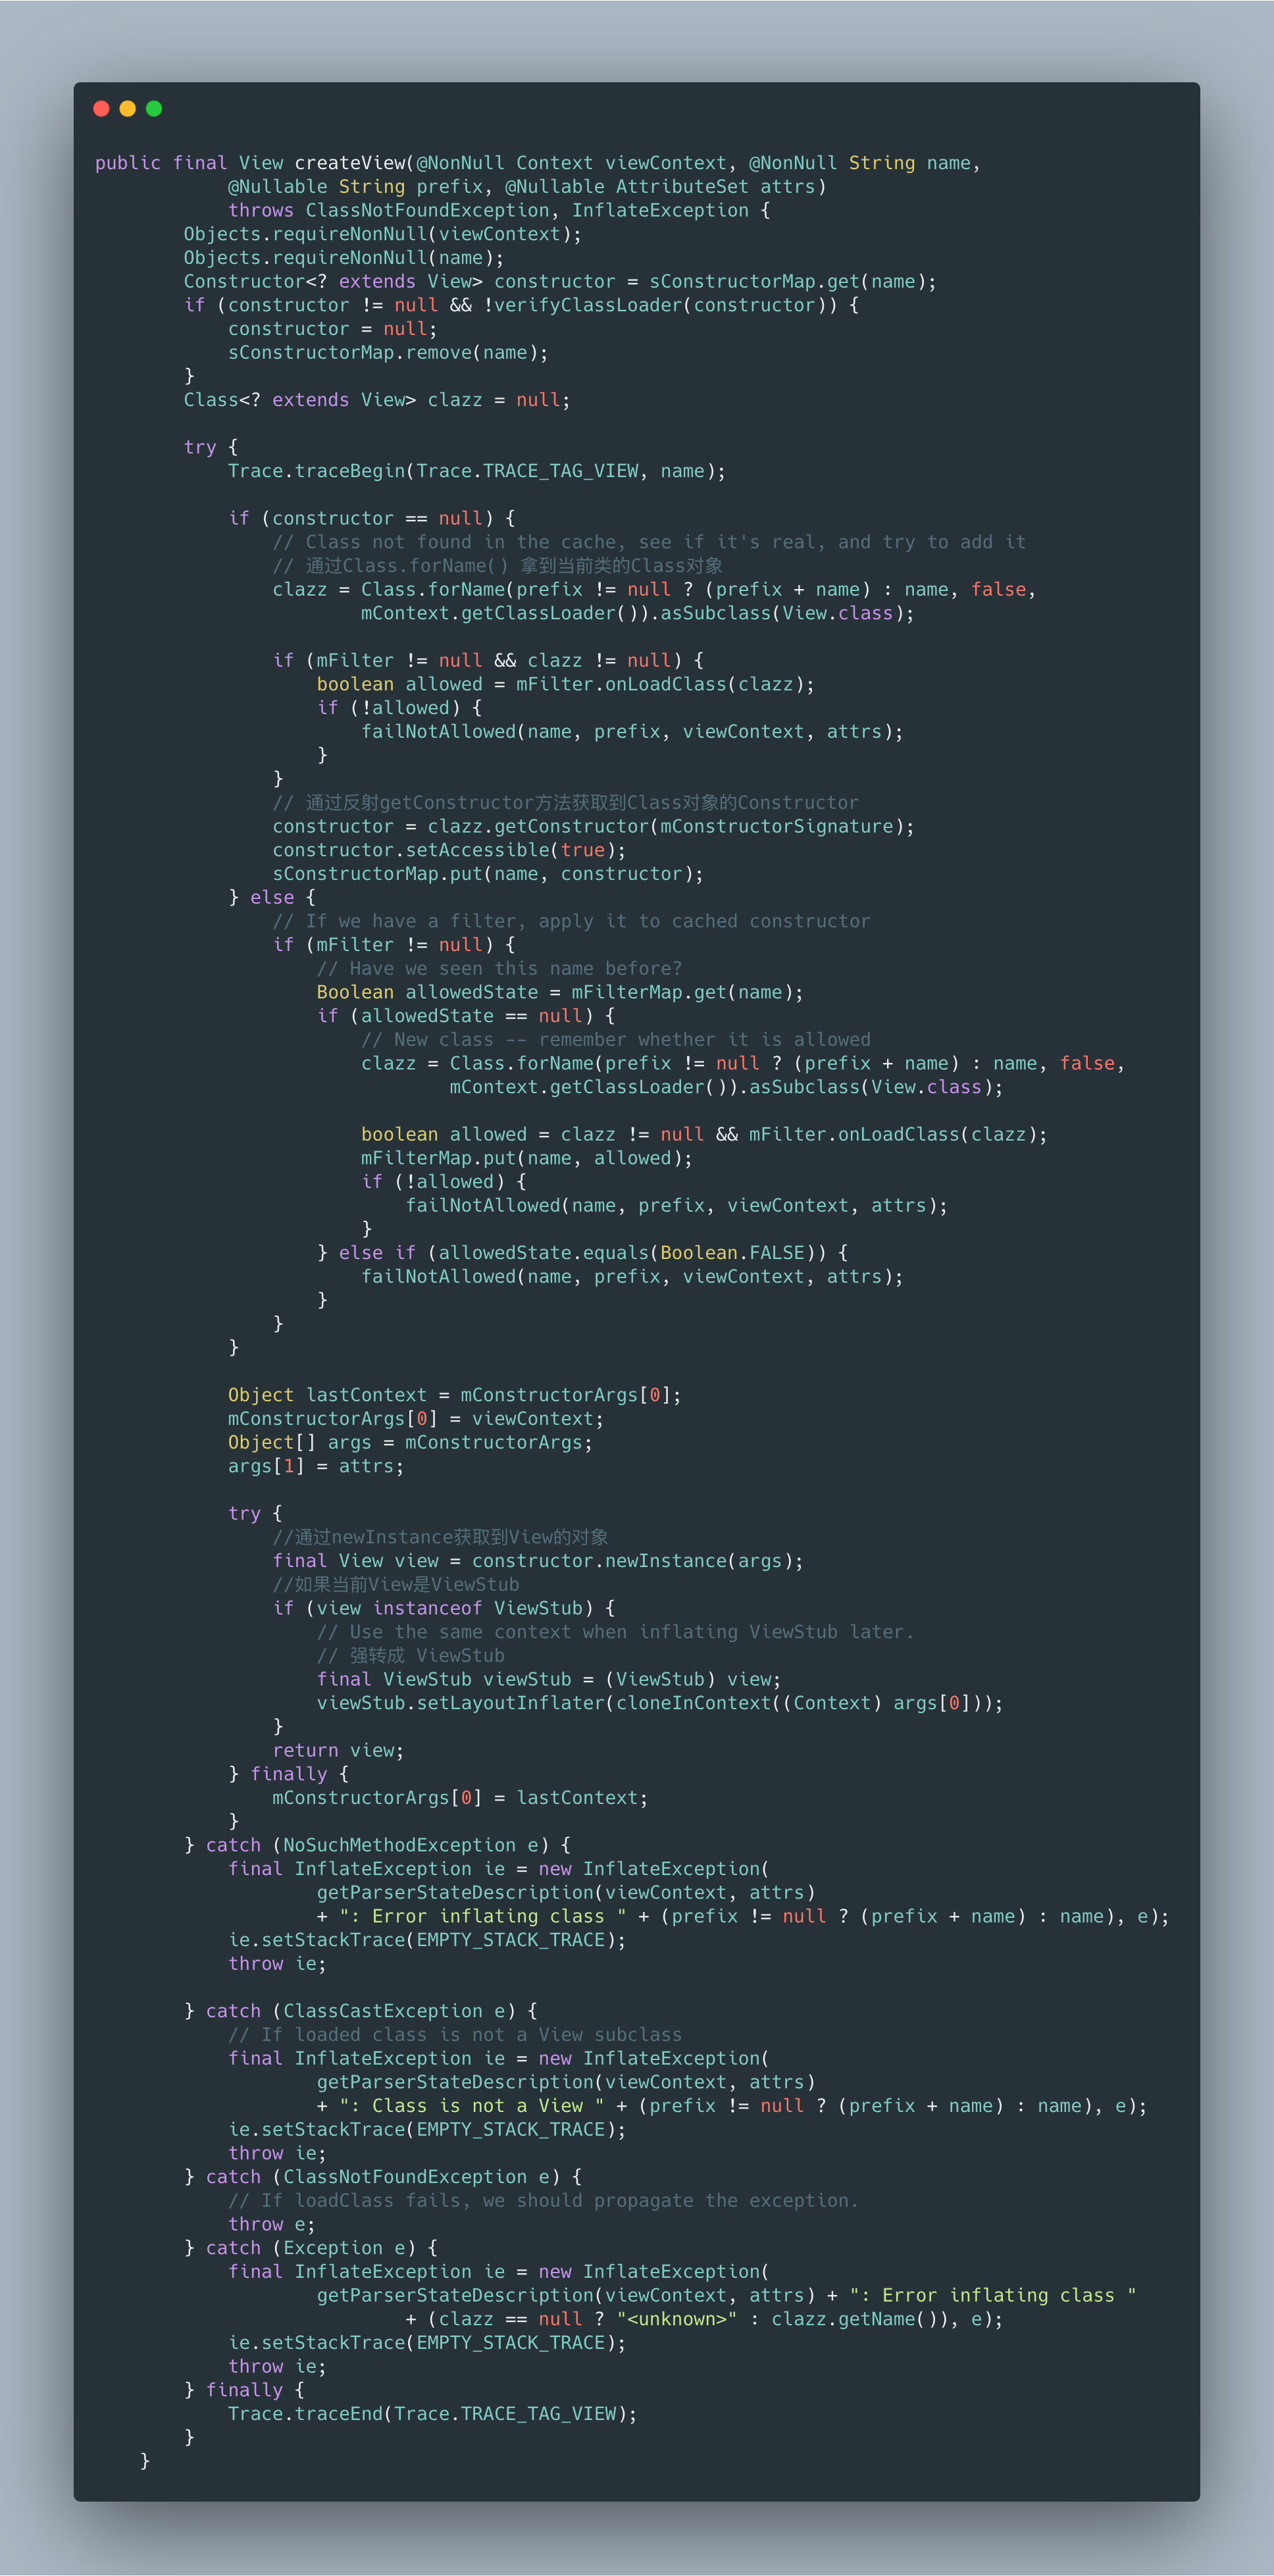 public final View createView(@NonNull Context viewContext, @NonNull String name,
            @Nullable String prefix, @Nullable AttributeSet attrs)
            throws ClassNotFoundException, InflateException {
        Objects.requireNonNull(viewContext);
        Objects.requireNonNull(name);
        Constructor<? extends View> constructor = sConstructorMap.get(name);
        if (constructor != null && !verifyClassLoader(constructor)) {
            constructor = null;
            sConstructorMap.remove(name);
        }
        Class<? extends View> clazz = null;

        try {
            Trace.traceBegin(Trace.TRACE_TAG_VIEW, name);

            if (constructor == null) {
                // Class not found in the cache, see if it's real, and try to add it
                // 通过Class.forName() 拿到当前类的Class对象
                clazz = Class.forName(prefix != null ? (prefix + name) : name, false,
                        mContext.getClassLoader()).asSubclass(View.class);

                if (mFilter != null && clazz != null) {
                    boolean allowed = mFilter.onLoadClass(clazz);
                    if (!allowed) {
                        failNotAllowed(name, prefix, viewContext, attrs);
                    }
                }
                // 通过反射getConstructor方法获取到Class对象的Constructor
                constructor = clazz.getConstructor(mConstructorSignature);
                constructor.setAccessible(true);
                sConstructorMap.put(name, constructor);
            } else {
                // If we have a filter, apply it to cached constructor
                if (mFilter != null) {
                    // Have we seen this name before?
                    Boolean allowedState = mFilterMap.get(name);
                    if (allowedState == null) {
                        // New class -- remember whether it is allowed
                        clazz = Class.forName(prefix != null ? (prefix + name) : name, false,
                                mContext.getClassLoader()).asSubclass(View.class);

                        boolean allowed = clazz != null && mFilter.onLoadClass(clazz);
                        mFilterMap.put(name, allowed);
                        if (!allowed) {
                            failNotAllowed(name, prefix, viewContext, attrs);
                        }
                    } else if (allowedState.equals(Boolean.FALSE)) {
                        failNotAllowed(name, prefix, viewContext, attrs);
                    }
                }
            }

            Object lastContext = mConstructorArgs[0];
            mConstructorArgs[0] = viewContext;
            Object[] args = mConstructorArgs;
            args[1] = attrs;

            try {
                //通过newInstance获取到View的对象
                final View view = constructor.newInstance(args);
                //如果当前View是ViewStub
                if (view instanceof ViewStub) {
                    // Use the same context when inflating ViewStub later.
                    // 强转成 ViewStub
                    final ViewStub viewStub = (ViewStub) view;
                    viewStub.setLayoutInflater(cloneInContext((Context) args[0]));
                }
                return view;
            } finally {
                mConstructorArgs[0] = lastContext;
            }
        } catch (NoSuchMethodException e) {
            final InflateException ie = new InflateException(
                    getParserStateDescription(viewContext, attrs)
                    + ": Error inflating class " + (prefix != null ? (prefix + name) : name), e);
            ie.setStackTrace(EMPTY_STACK_TRACE);
            throw ie;

        } catch (ClassCastException e) {
            // If loaded class is not a View subclass
            final InflateException ie = new InflateException(
                    getParserStateDescription(viewContext, attrs)
                    + ": Class is not a View " + (prefix != null ? (prefix + name) : name), e);
            ie.setStackTrace(EMPTY_STACK_TRACE);
            throw ie;
        } catch (ClassNotFoundException e) {
            // If loadClass fails, we should propagate the exception.
            throw e;
        } catch (Exception e) {
            final InflateException ie = new InflateException(
                    getParserStateDescription(viewContext, attrs) + ": Error inflating class "
                            + (clazz == null ? "<unknown>" : clazz.getName()), e);
            ie.setStackTrace(EMPTY_STACK_TRACE);
            throw ie;
        } finally {
            Trace.traceEnd(Trace.TRACE_TAG_VIEW);
        }
    }